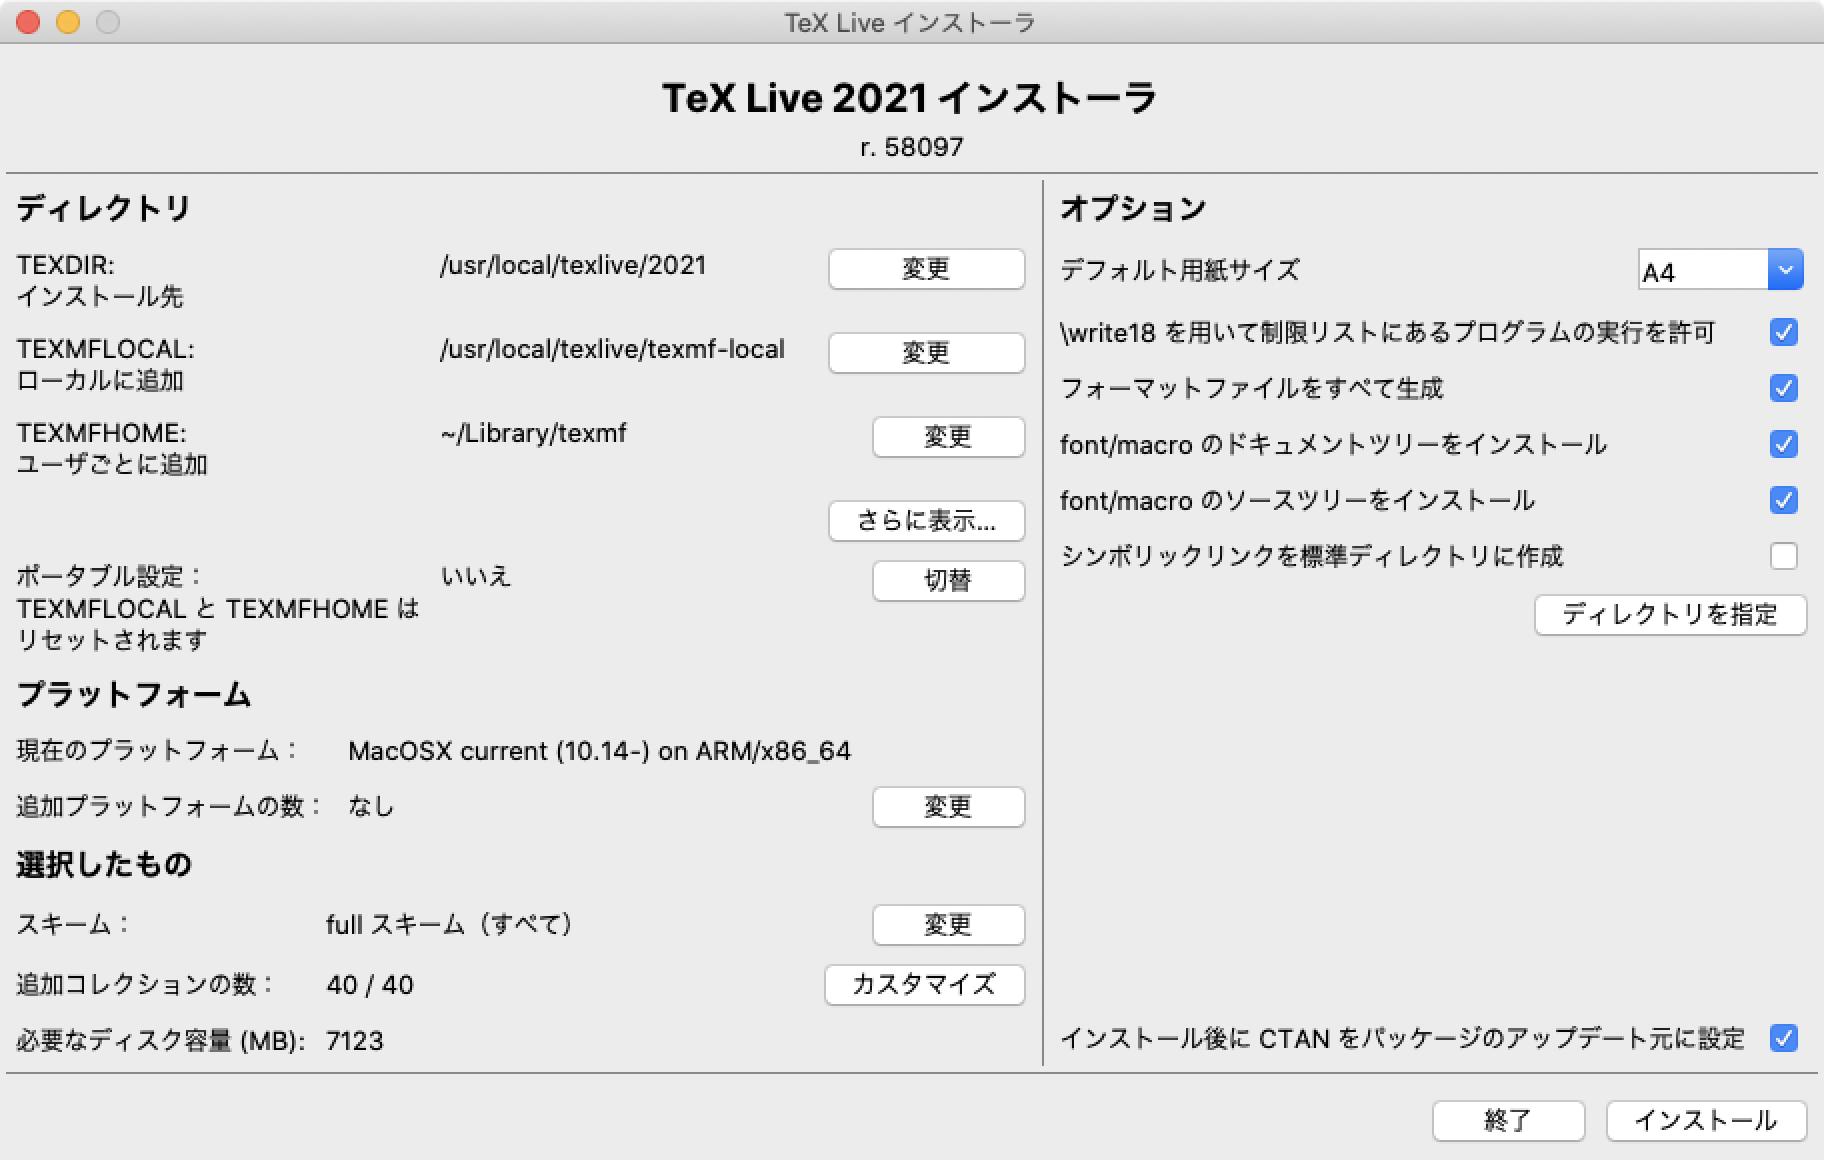 TeX Live インストーラ
TeX Live 2021 インストーラ
r. 58097
ディレクトリ
TEXDIR:
インストール先
/usr/local/texlive/2021
変更
TEXMFLOCAL:
ローカルに追加
/usr/local/texlive/texmf-local
変更
TEXMFHOME:
ユーザごとに追加
~/Library/texmf
変更
さらに表示...
ポータブル設定：
TEXMFLOCAL と TEXMFHOME は
リセットされます
いいえ
切替
プラットフォーム
現在のプラットフォーム： MacOSX current (10.14-) on ARM/x86_64
追加プラットフォームの数： なし
変更
選択したもの
スキーム： full スキーム（すべて）
変更
追加コレクションの数： 40 / 40
カスタマイズ
必要なディスク容量 (MB): 7123
オプション
デフォルト用紙サイズ
A4
\write18 を用いて制限リストにあるプログラムの実行を許可
フォーマットファイルをすべて生成
font/macro のドキュメントツリーをインストール
font/macro のソースツリーをインストール
シンボリックリンクを標準ディレクトリに作成
ディレクトリを指定
インストール後に CTAN をパッケージのアップデート元に設定
終了
インストール